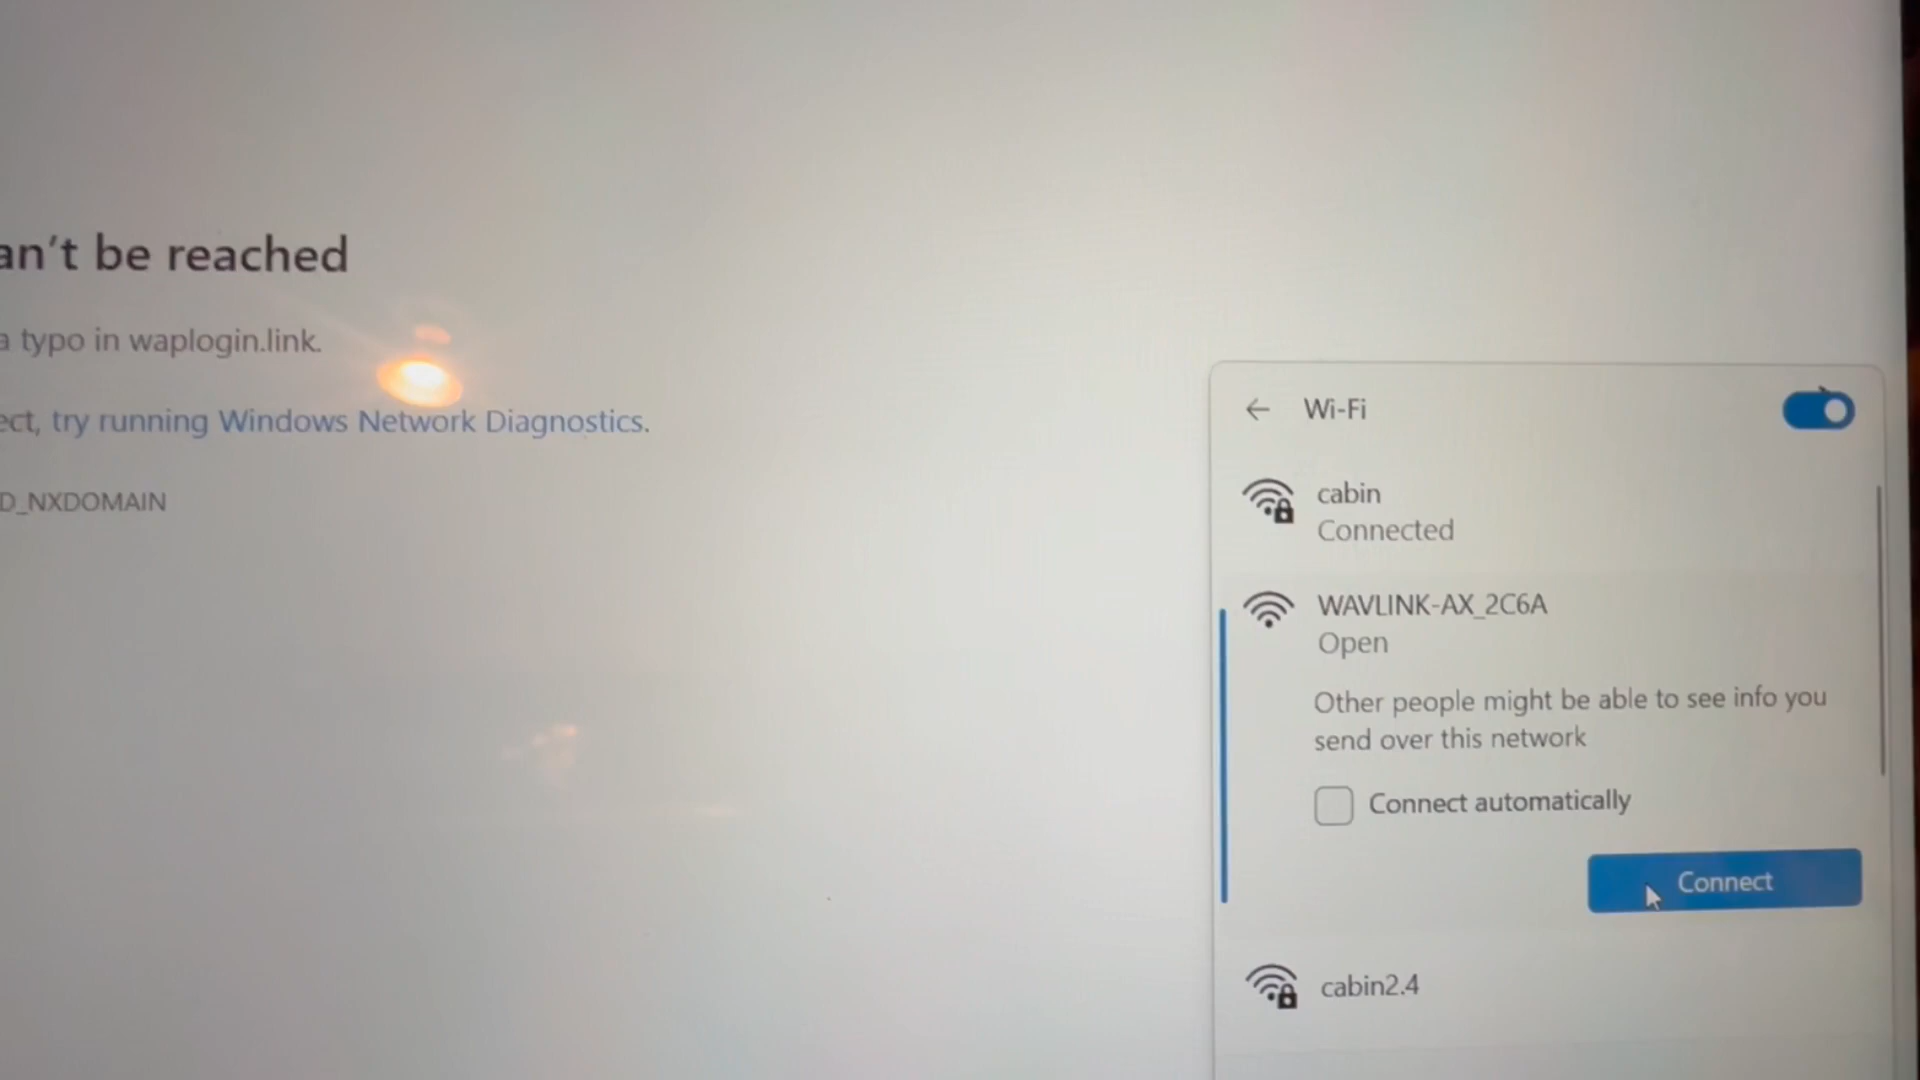 an't be reached
a typo in waplogin.link.
ect, try running Windows Network Diagnostics.
D_NXDOMAIN
Wi-Fi
cabin
Connected
WAVLINK-AX_2C6A
Open
Other people might be able to see info you
send over this network
Connect automatically
Connect
cabin2.4